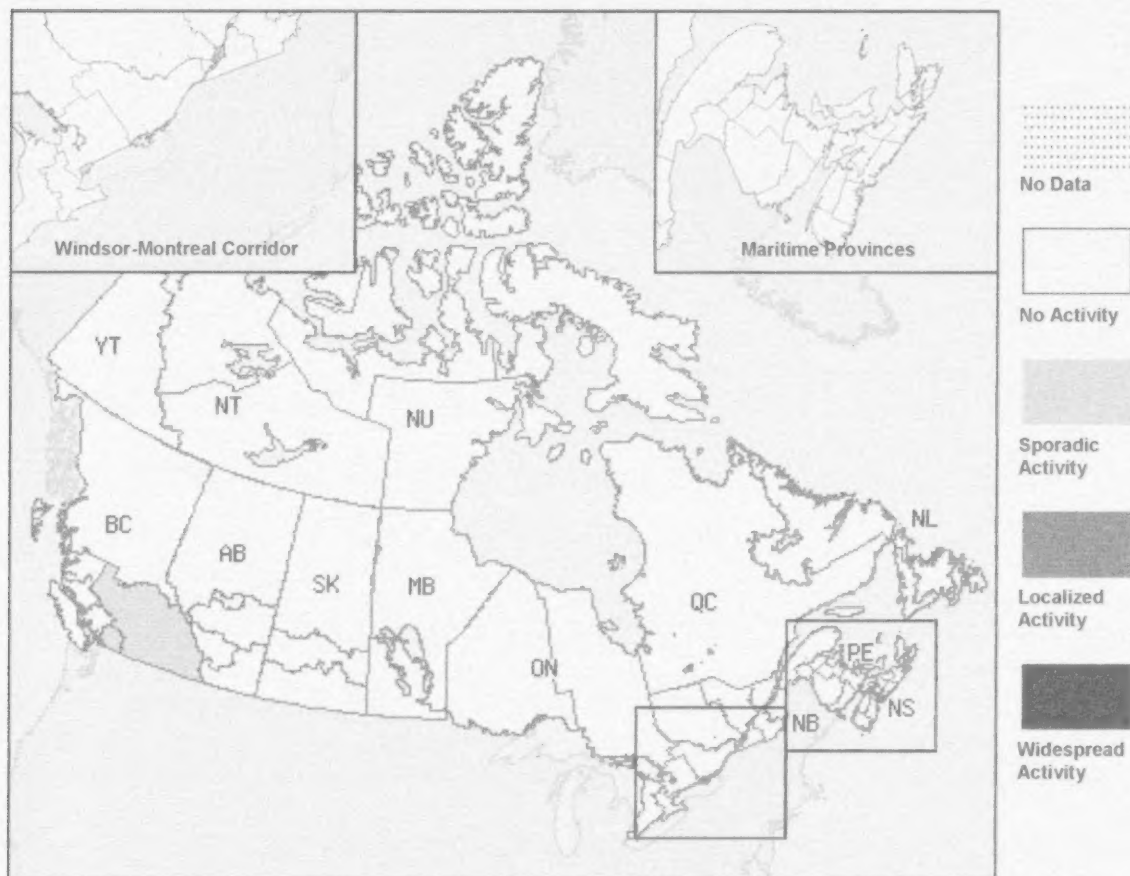 Windsor-Montreal Corridor
Maritime Provinces
No Data
No Activity
Sporadic
Activity
Localized
Activity
Widespread
Activity
YT
NT
NU
BC
AB
SK
MB
ON
QC
NL
PE
NB
NS